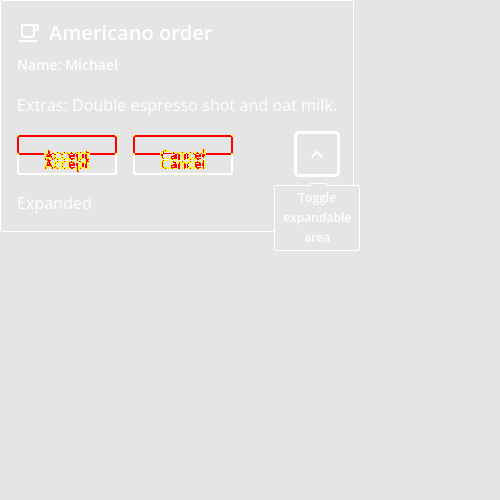 Americano order
Name: Michael
Extras: Double espresso shot and oat milk.
Accept Cancel
Expanded
Toggle
expandable
area